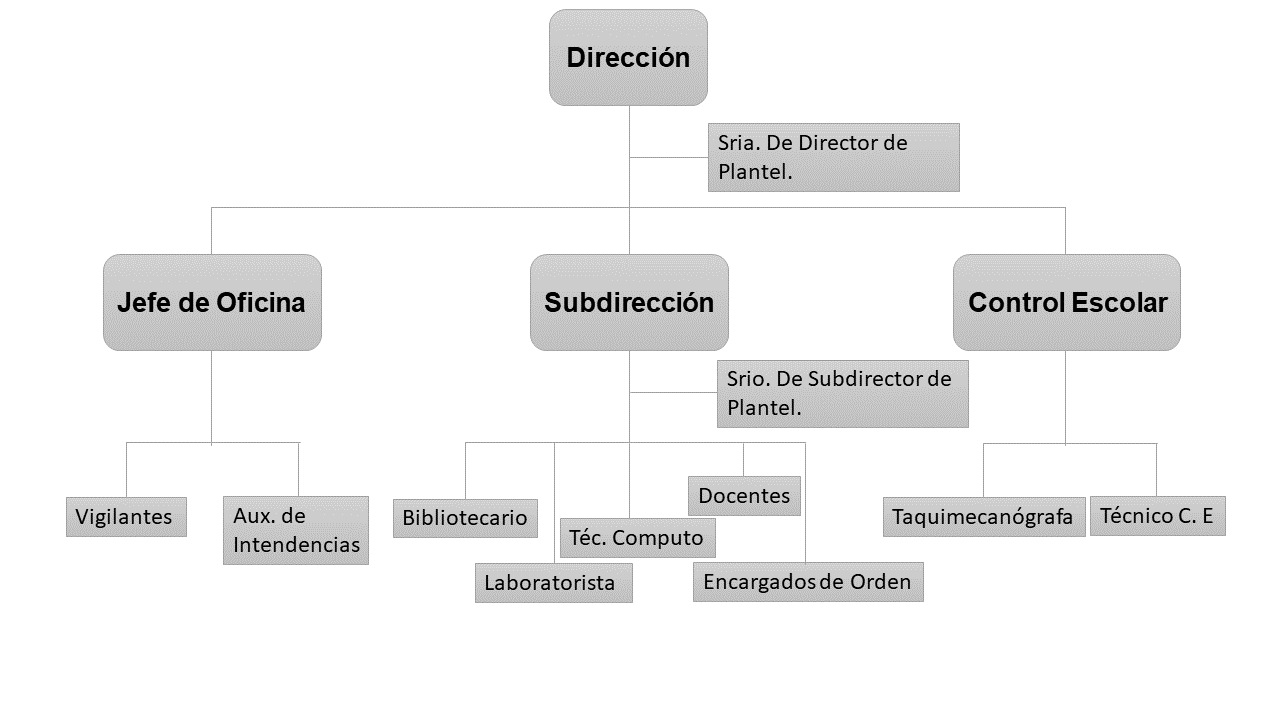 Dirección
Sria. De Director de
Plantel.
Jefe de Oficina
Subdirección
Control Escolar
Srio. De Subdirector de
Plantel.
Vigilantes
Aux. de
Intendencias
Bibliotecario
Laboratorista
Téc. Computo
Docentes
Encargados de Orden
Taquimecanógrafa
Técnico C. E